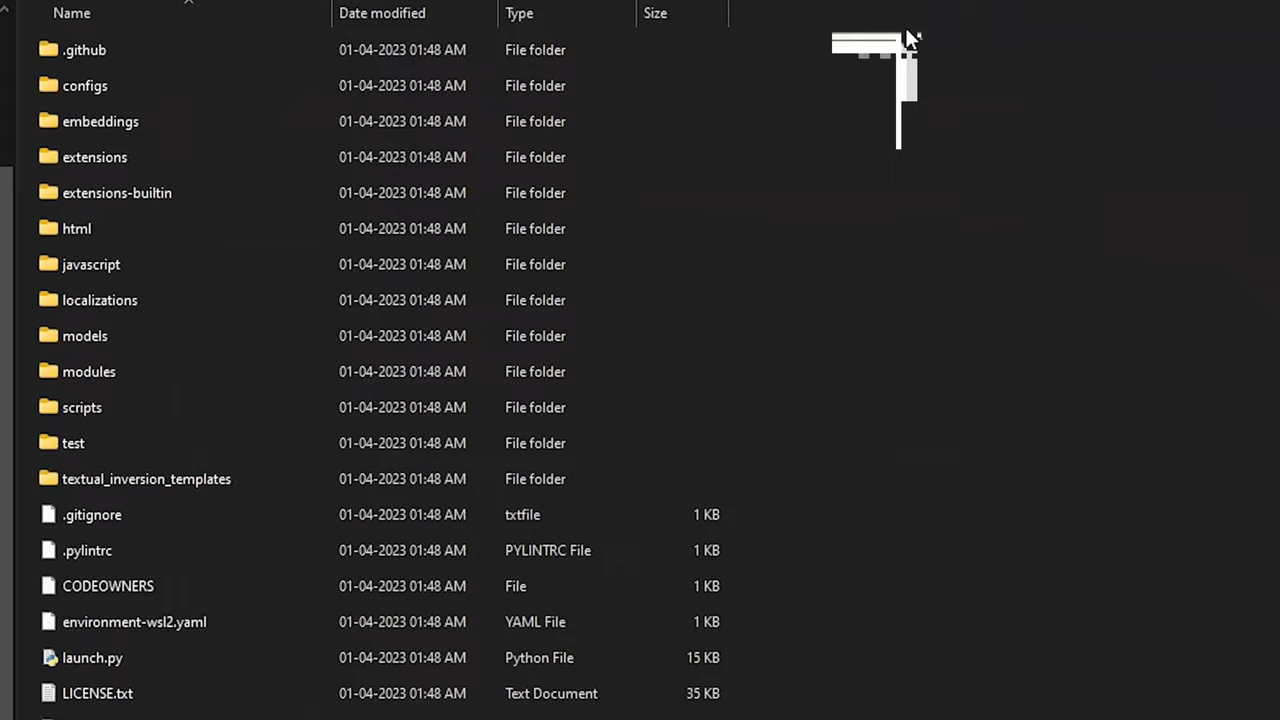 Name Date modified Type Size
.github 01-04-2023 01:48 AM File folder
configs 01-04-2023 01:48 AM File folder
embeddings 01-04-2023 01:48 AM File folder
extensions 01-04-2023 01:48 AM File folder
extensions-builtin 01-04-2023 01:48 AM File folder
html 01-04-2023 01:48 AM File folder
javascript 01-04-2023 01:48 AM File folder
localizations 01-04-2023 01:48 AM File folder
models 01-04-2023 01:48 AM File folder
modules 01-04-2023 01:48 AM File folder
scripts 01-04-2023 01:48 AM File folder
test 01-04-2023 01:48 AM File folder
textual_inversion_templates 01-04-2023 01:48 AM File folder
.gitignore 01-04-2023 01:48 AM txtfile 1 KB
.pylintrc 01-04-2023 01:48 AM PYLINTRC File 1 KB
CODEOWNERS 01-04-2023 01:48 AM File 1 KB
environment-wsl2.yaml 01-04-2023 01:48 AM YAML File 1 KB
launch.py 01-04-2023 01:48 AM Python File 15 KB
LICENSE.txt 01-04-2023 01:48 AM Text Document 35 KB